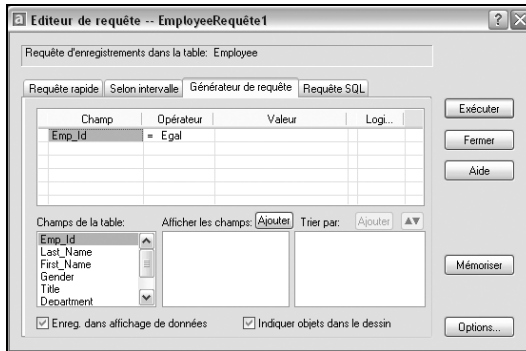 Editeur de requête -- EmployeeRequête1
Requête d'enregistrements dans la table: Employee
Requête rapide Selon intervalle Générateur de requête Requête SQL
Champ Opérateur Valeur Logi...
Emp_Id = Egal
Exécuter
Fermer
Aide
Champs de la table: Afficher les champs: Ajouter Trier par: Ajouter
Emp_Id
Last_Name
First_Name
Gender
Title
Department
Mémoriser
Enreg. dans affichage de données Indiquer objets dans le dessin
Options...